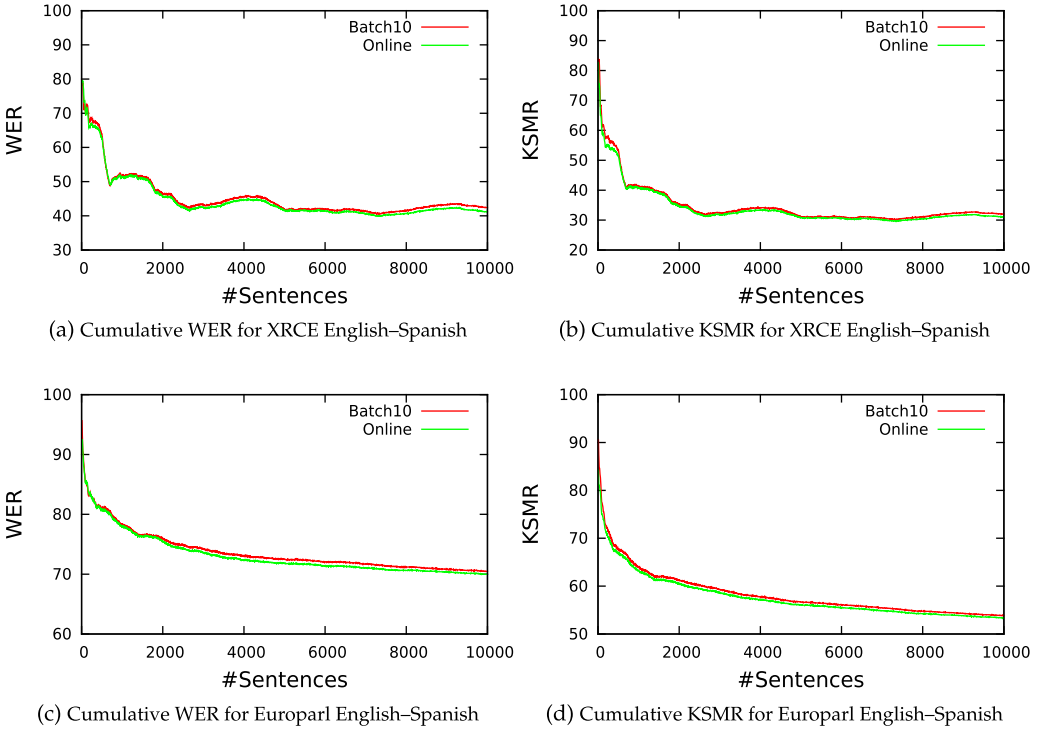 100
90
80
70
60
50
40
30
0 2000 4000 6000 8000 10000
WER
#Sentences
Batch10
Online
(a) Cumulative WER for XRCE English–Spanish
100
90
80
70
60
50
40
30
20
0 2000 4000 6000 8000 10000
KSMR
#Sentences
Batch10
Online
(b) Cumulative KSMR for XRCE English–Spanish
100
90
80
70
60
0 2000 4000 6000 8000 10000
WER
#Sentences
Batch10
Online
(c) Cumulative WER for Europarl English–Spanish
100
90
80
70
60
50
0 2000 4000 6000 8000 10000
KSMR
#Sentences
Batch10
Online
(d) Cumulative KSMR for Europarl English–Spanish